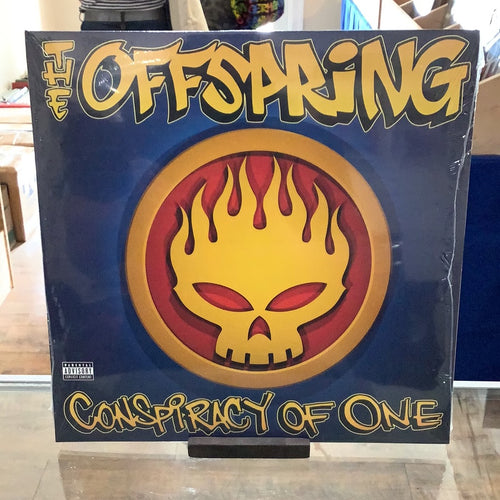 THE OFFSPRING
PARENTAL
ADVISORY
EXPLICIT CONTENT
CONSPIRACY OF ONE